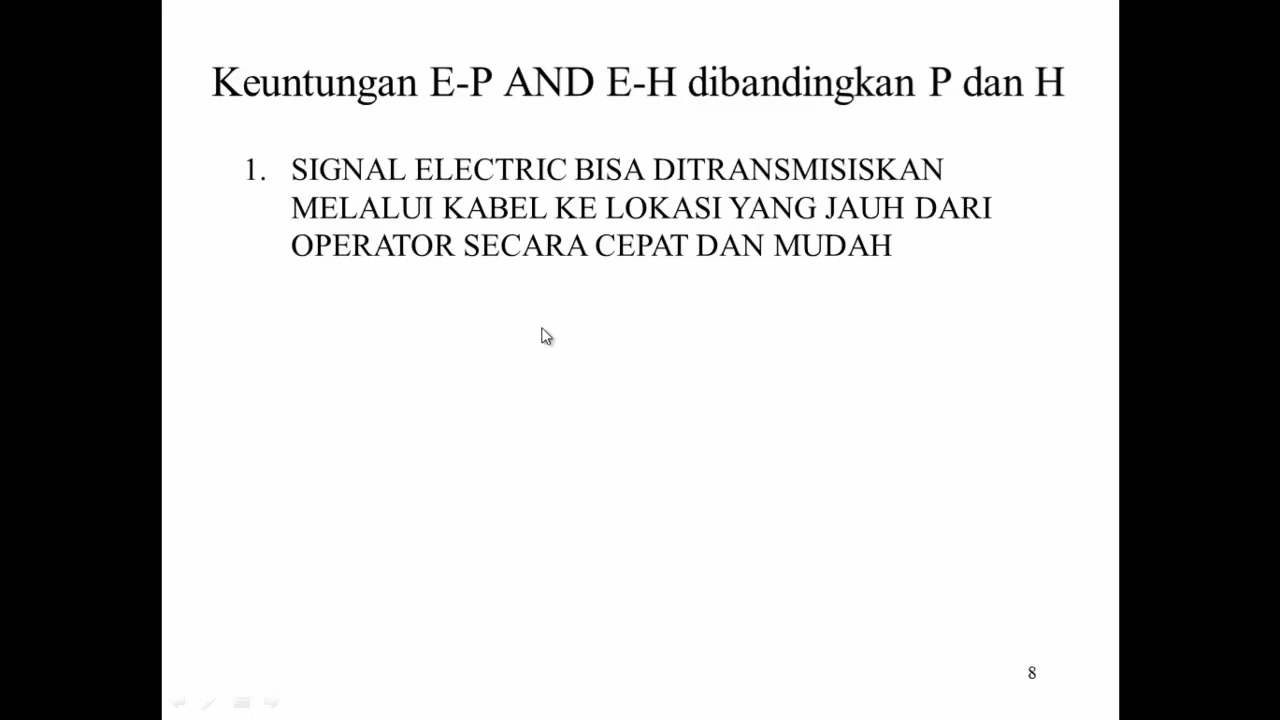 Keuntungan E-P AND E-H dibandingkan P dan H
1. SIGNAL ELECTRIC BISA DITRANSMISISKAN
MELALUI KABEL KE LOKASI YANG JAUH DARI
OPERATOR SECARA CEPAT DAN MUDAH
8